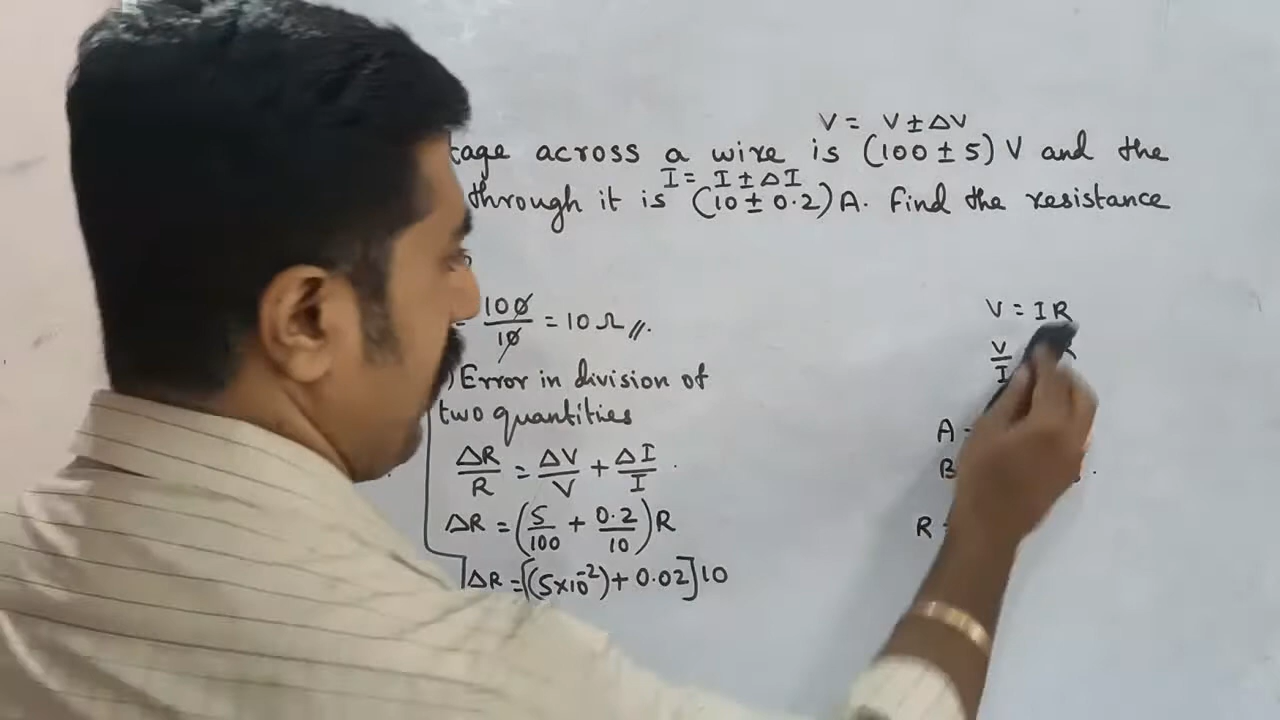 V = V ± ΔV
tage across a wire is (100 ± 5) V and the
I = I ± ΔI
through it is (10 ± 0.2) A. Find the resistance
100/10 = 10 Ω //.
V = IR
V/I
) Error in division of
two quantities
ΔR/R = ΔV/V + ΔI/I .
A -
B
ΔR = (5/100 + 0.2/10) R
R =
ΔR = [(5×10⁻²) + 0.02] 10